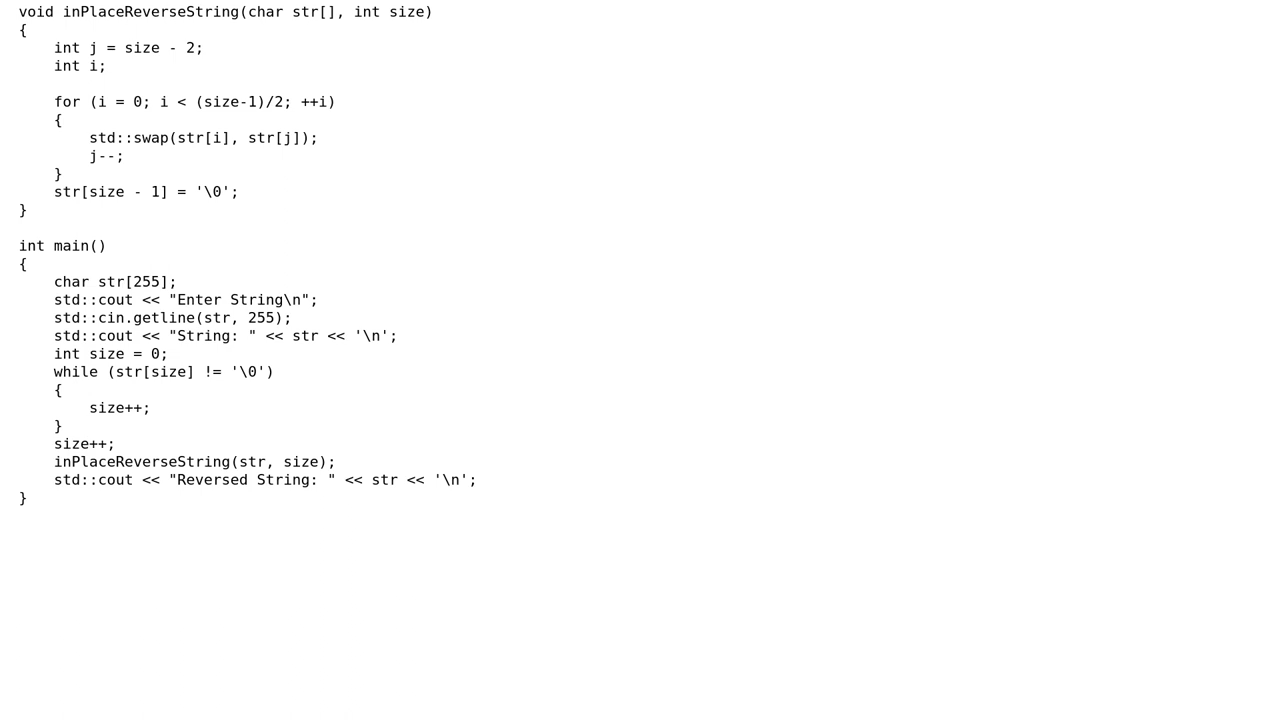 void inPlaceReverseString(char str[], int size)
{
    int j = size - 2;
    int i;

    for (i = 0; i < (size-1)/2; ++i)
    {
        std::swap(str[i], str[j]);
        j--;
    }
    str[size - 1] = '\0';
}

int main()
{
    char str[255];
    std::cout << "Enter String\n";
    std::cin.getline(str, 255);
    std::cout << "String: " << str << '\n';
    int size = 0;
    while (str[size] != '\0')
    {
        size++;
    }
    size++;
    inPlaceReverseString(str, size);
    std::cout << "Reversed String: " << str << '\n';
}